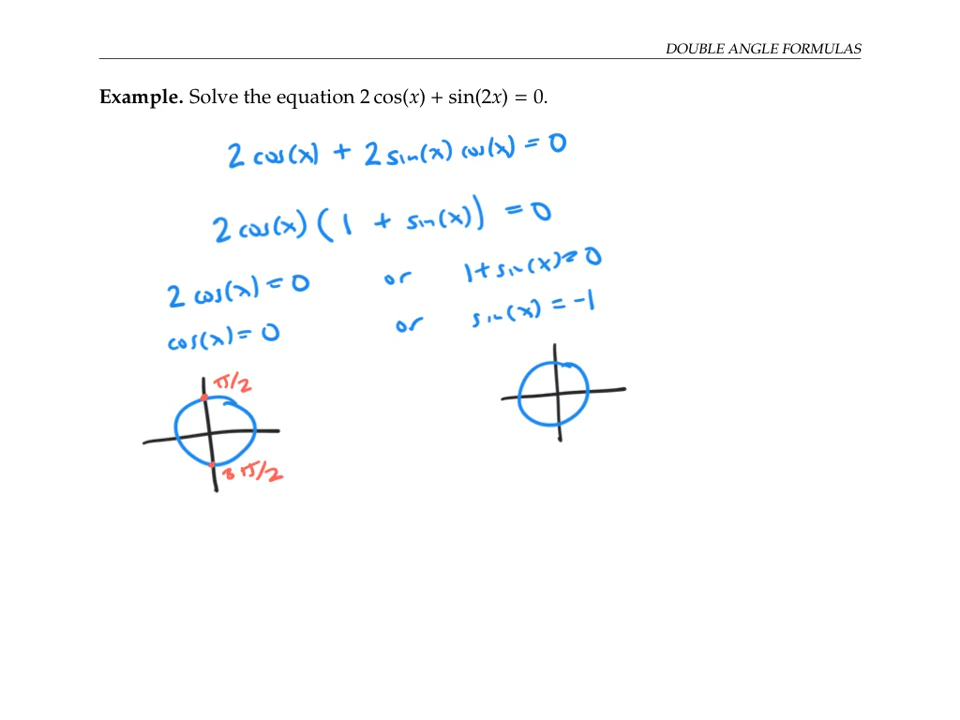 DOUBLE ANGLE FORMULAS
Example. Solve the equation 2 cos(x) + sin(2x) = 0.
2 cos(x) + 2 sin(x) cos(x) = 0
2 cos(x) (1 + sin(x)) = 0
2 cos(x) = 0 or 1 + sin(x) = 0
cos(x) = 0 or sin(x) = -1
π/2
3π/2